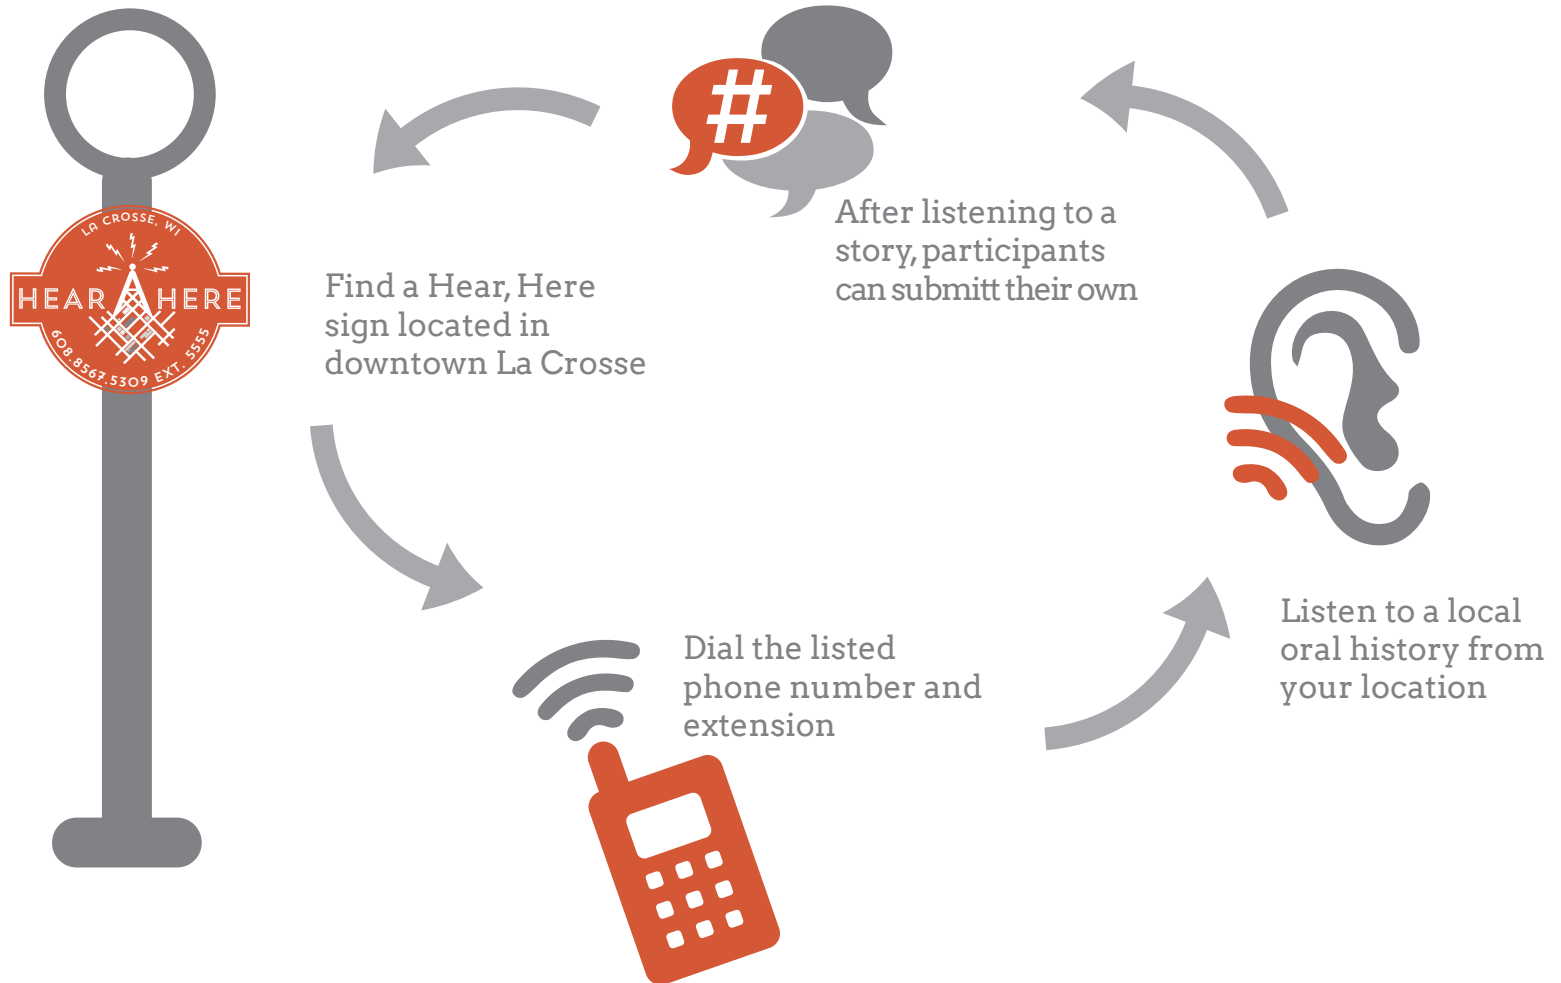 LA CROSSE, WI
HEAR HERE
608.8567.5309 EXT. 5555
Find a Hear, Here
sign located in
downtown La Crosse
Dial the listed
phone number and
extension
Listen to a local
oral history from
your location
#
After listening to a
story, participants
can submitt their own